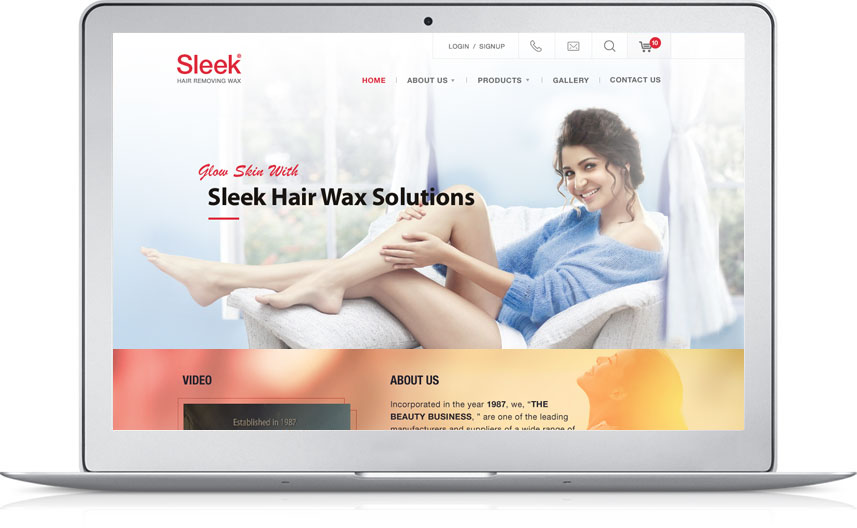 LOGIN / SIGNUP
10
Sleek®
HAIR REMOVING WAX
HOME
ABOUT US
PRODUCTS
GALLERY
CONTACT US
Glow Skin With
Sleek Hair Wax Solutions
VIDEO
Established in 1987
ABOUT US
Incorporated in the year 1987, we, “THE
BEAUTY BUSINESS, ” are one of the leading
manufacturers and suppliers of a wide range of